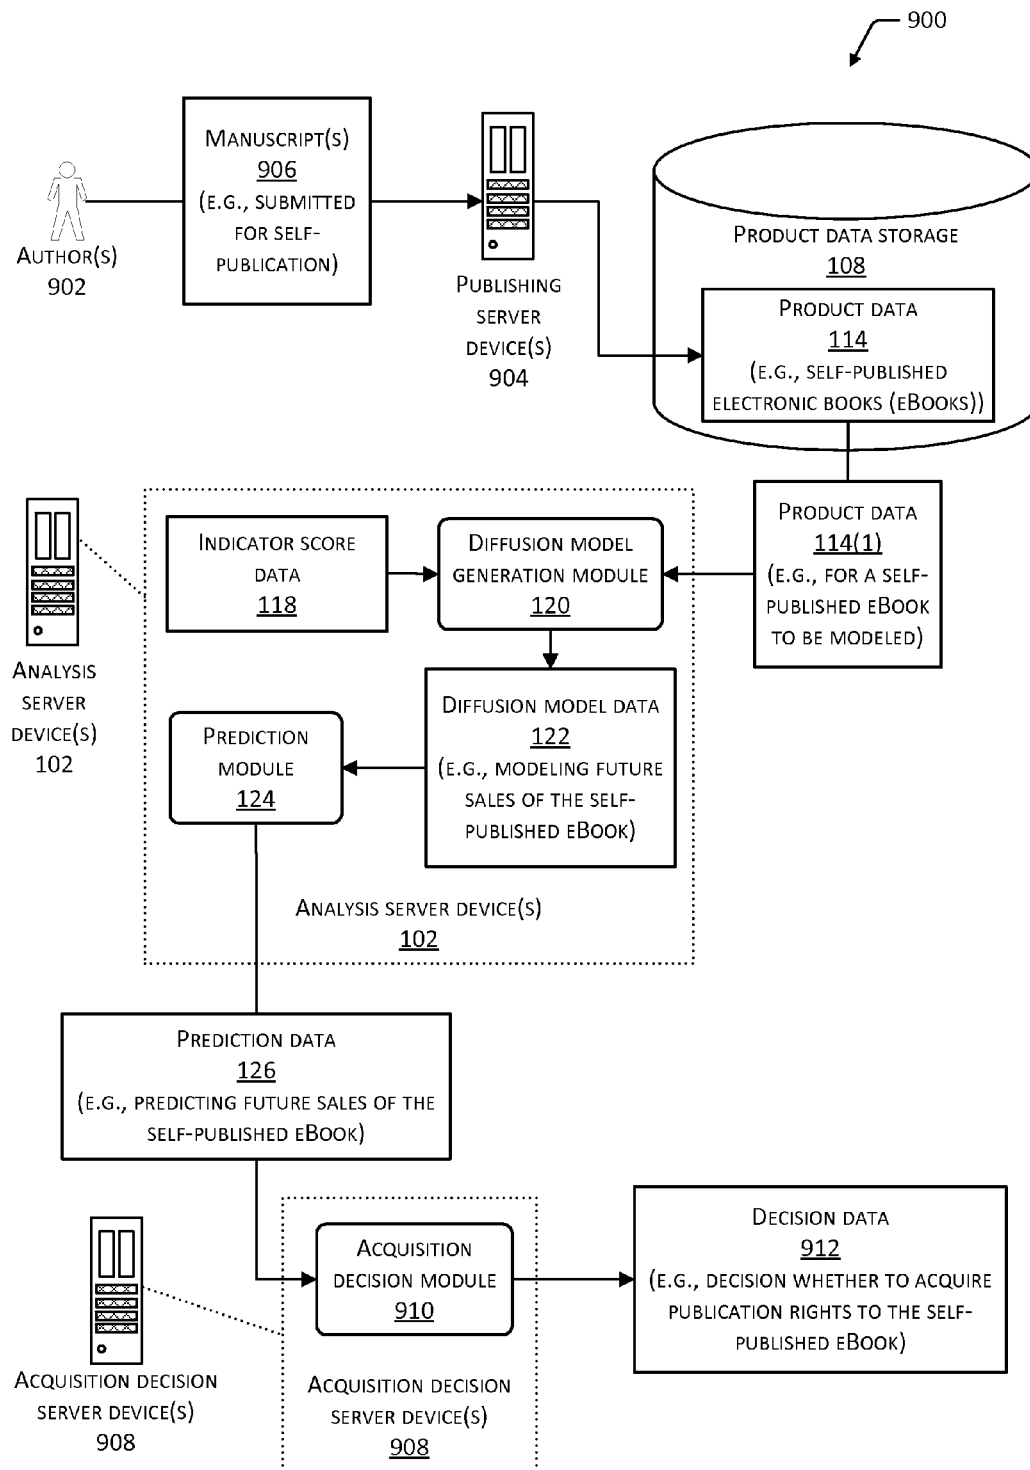 900
MANUSCRIPT(S)
906
(E.G., SUBMITTED
FOR SELF-
PUBLICATION)
AUTHOR(S)
902
PUBLISHING
SERVER
DEVICE(S)
904
PRODUCT DATA STORAGE
108
PRODUCT DATA
114
(E.G., SELF-PUBLISHED
ELECTRONIC BOOKS (EBOOKS))
PRODUCT DATA
114(1)
(E.G., FOR A SELF-
PUBLISHED EBOOK
TO BE MODELED)
INDICATOR SCORE
DATA
118
DIFFUSION MODEL
GENERATION MODULE
120
ANALYSIS
SERVER
DEVICE(S)
102
DIFFUSION MODEL DATA
122
(E.G., MODELING FUTURE
SALES OF THE SELF-
PUBLISHED EBOOK)
PREDICTION
MODULE
124
ANALYSIS SERVER DEVICE(S)
102
PREDICTION DATA
126
(E.G., PREDICTING FUTURE SALES OF THE
SELF-PUBLISHED EBOOK)
ACQUISITION DECISION
SERVER DEVICE(S)
908
ACQUISITION
DECISION MODULE
910
ACQUISITION DECISION
SERVER DEVICE(S)
908
DECISION DATA
912
(E.G., DECISION WHETHER TO ACQUIRE
PUBLICATION RIGHTS TO THE SELF-
PUBLISHED EBOOK)